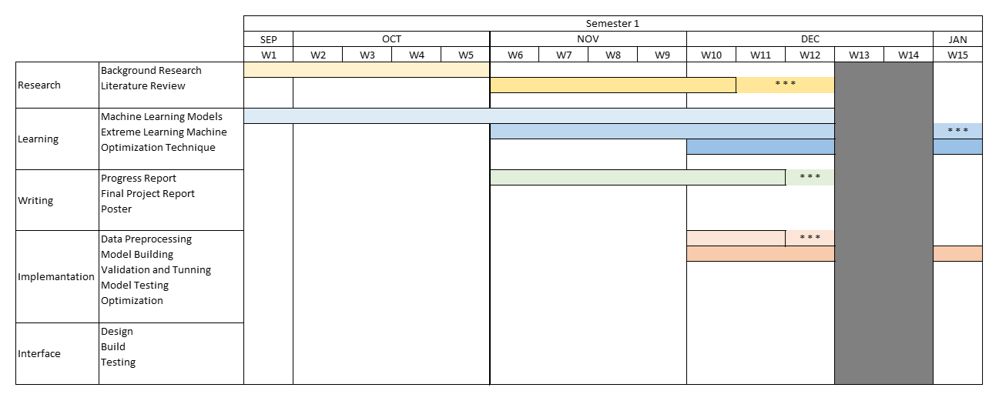 Semester 1
SEP OCT NOV DEC JAN
W1 W2 W3 W4 W5 W6 W7 W8 W9 W10 W11 W12 W13 W14 W15
Research
Background Research
Literature Review
* * *
Learning
Machine Learning Models
Extreme Learning Machine
* * *
Optimization Technique
Writing
Progress Report
* * *
Final Project Report
Poster
Implemantation
Data Preprocessing
* * *
Model Building
Validation and Tunning
Model Testing
Optimization
Interface
Design
Build
Testing